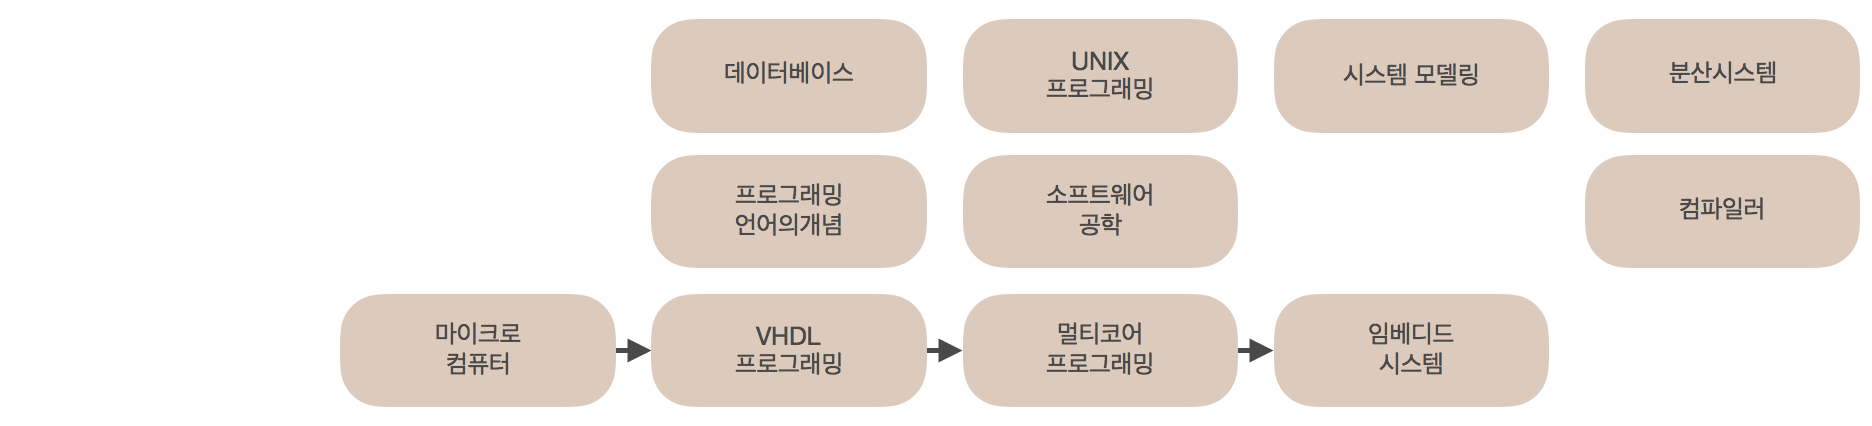 데이터베이스
UNIX
프로그래밍
시스템 모델링
분산시스템
프로그래밍
언어의개념
소프트웨어
공학
컴파일러
마이크로
컴퓨터
VHDL
프로그래밍
멀티코어
프로그래밍
임베디드
시스템